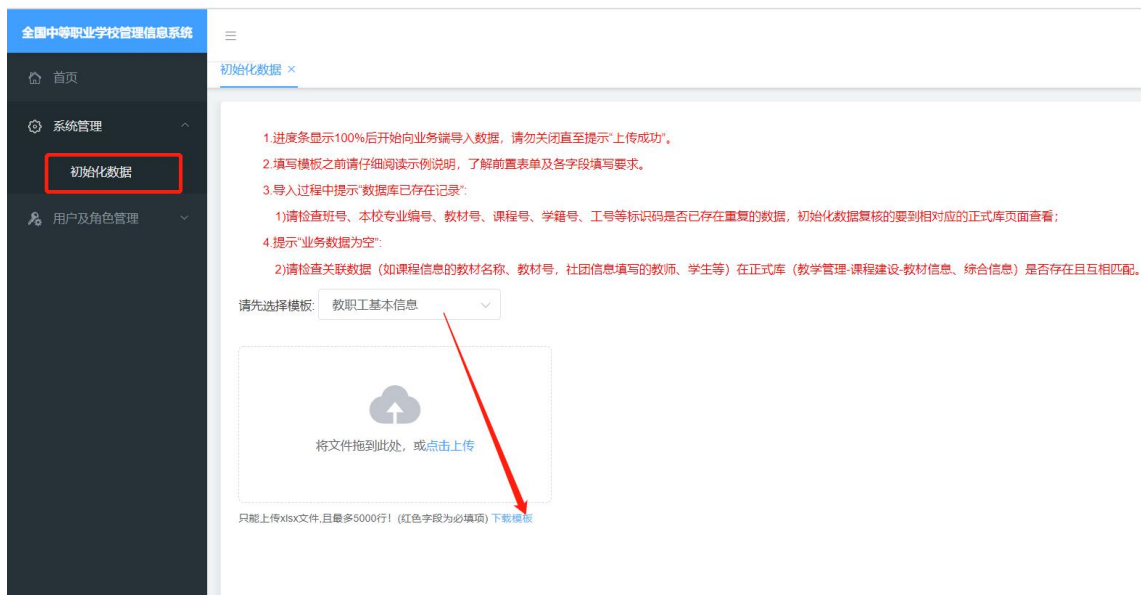 全国中等职业学校管理信息系统
首页
初始化数据 ×
系统管理
初始化数据
用户及角色管理
1.进度条显示100%后开始向业务端导入数据，请勿关闭直至提示“上传成功”。
2.填写模板之前请仔细阅读示例说明，了解前置表单及各字段填写要求。
3.导入过程中提示“数据库已存在记录”:
1)请检查班号、本校专业编号、教材号、课程号、学籍号、工号等标识码是否已存在重复的数据，初始化数据复核的要到相对应的正式库页面查看；
4.提示“业务数据为空”:
2)请检查关联数据（如课程信息的教材名称、教材号，社团信息填写的教师、学生等）在正式库（教学管理-课程建设-教材信息、综合信息）是否存在且互相匹配。
请先选择模板: 教职工基本信息
将文件拖到此处，或点击上传
只能上传xlsx文件,且最多5000行！(红色字段为必填项) 下载模板